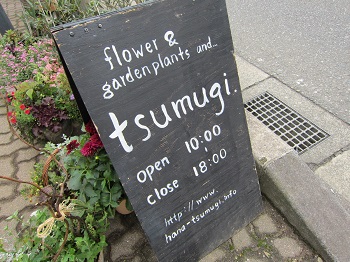 flower &
garden plants and...
tsumugi.
open 10:00
close 18:00
http://www.
hana-tsumugi.info